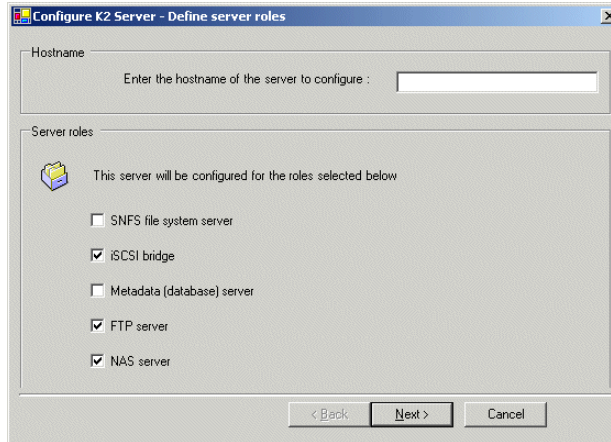 Configure K2 Server - Define server roles
Hostname
Enter the hostname of the server to configure :
Server roles
This server will be configured for the roles selected below
SNFS file system server
iSCSI bridge
Metadata (database) server
FTP server
NAS server
< Back Next > Cancel